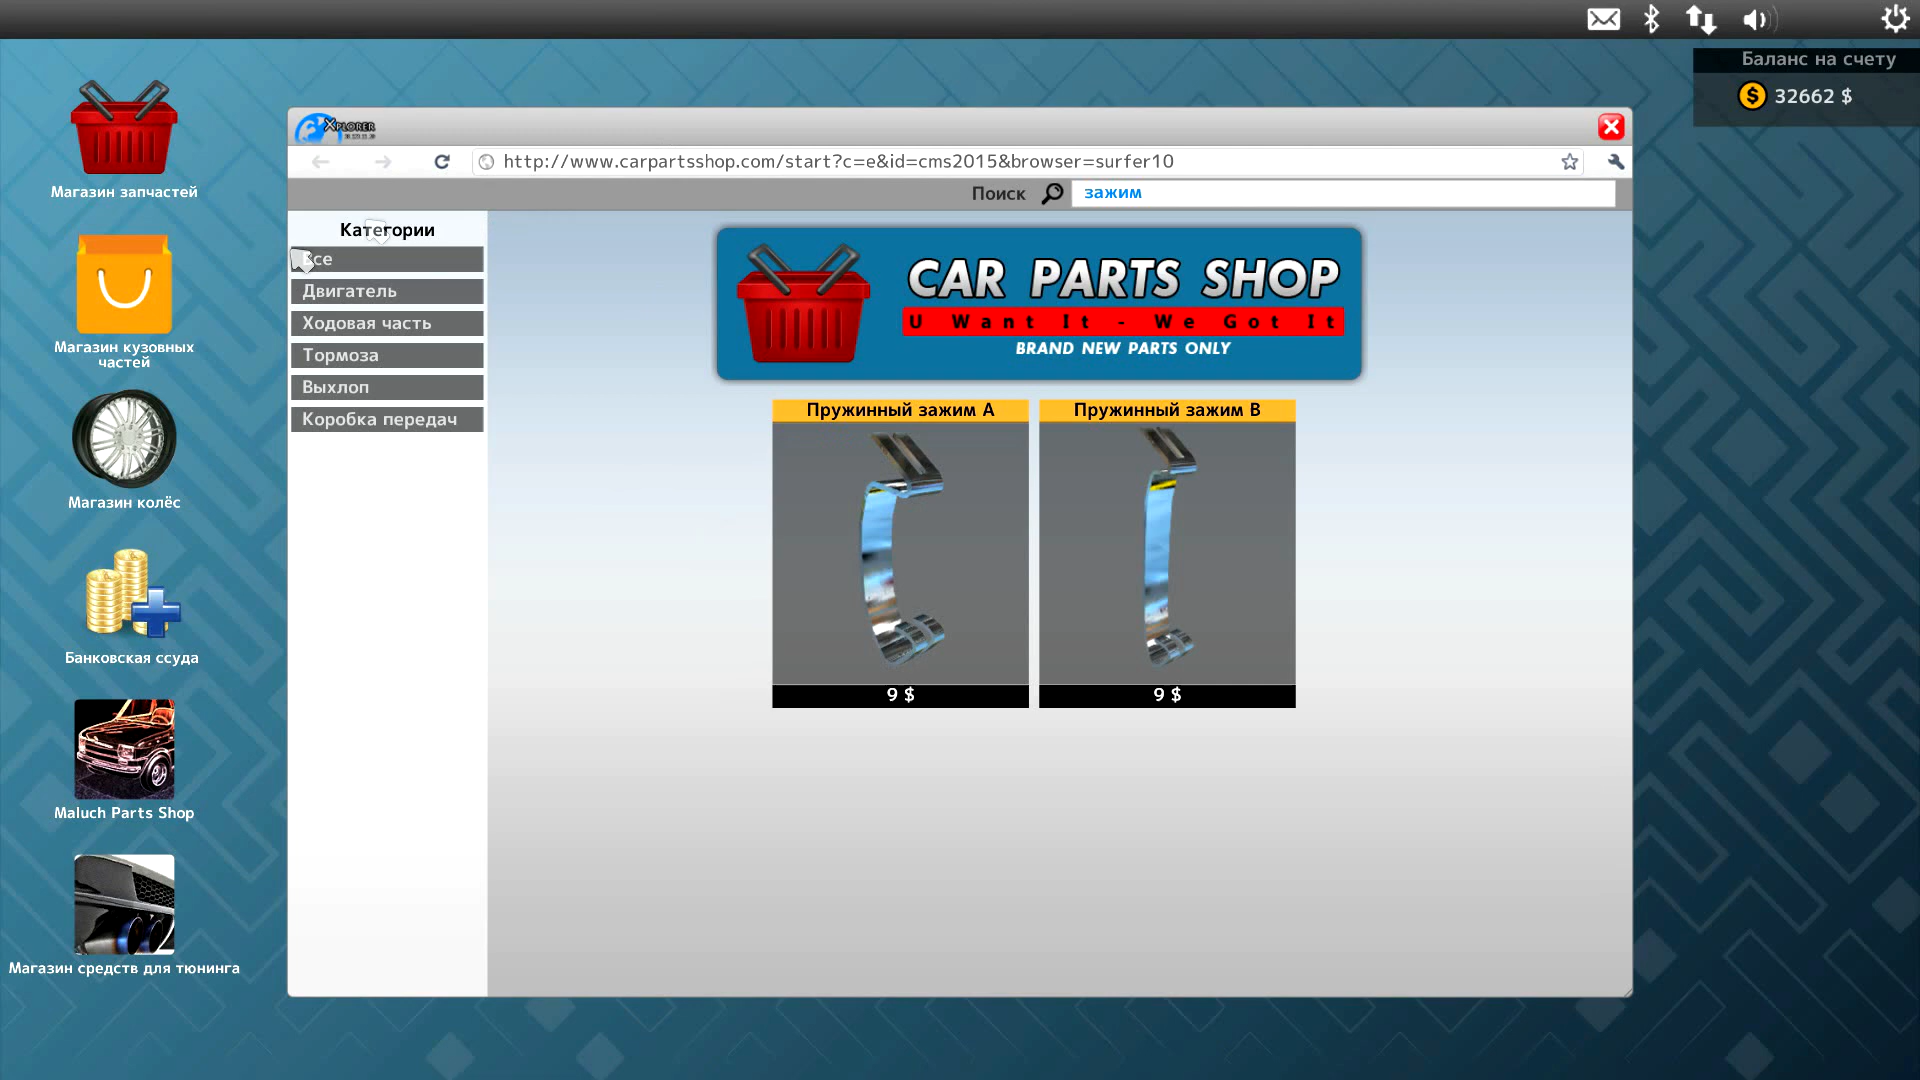 Баланс на счету
32662 $
Магазин запчастей
Магазин кузовных
частей
Магазин колёс
Банковская ссуда
Maluch Parts Shop
Магазин средств для тюнинга
XPLORER
http://www.carpartsshop.com/start?c=e&id=cms2015&browser=surfer10
Поиск
зажим
Категории
Все
Двигатель
Ходовая часть
Тормоза
Выхлоп
Коробка передач
CAR PARTS SHOP
U Want It - We Got It
BRAND NEW PARTS ONLY
Пружинный зажим A
9 $
Пружинный зажим B
9 $